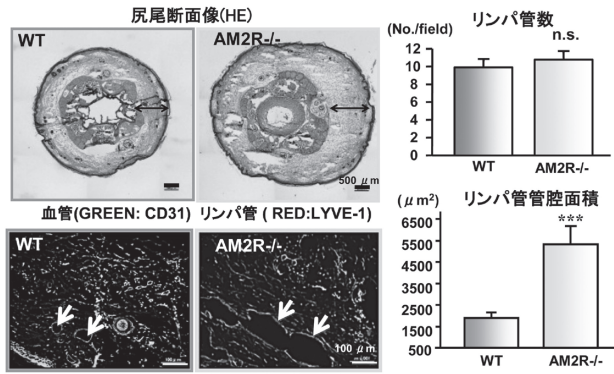 尻尾断面像(HE)
WT
AM2R-/-
500 μm
血管(GREEN: CD31) リンパ管 ( RED:LYVE-1)
WT
100 μm
AM2R-/-
100 μm
リンパ管数
(No./field)
n.s.
12
10
8
6
4
2
0
WT
AM2R-/-
リンパ管管腔面積
(μm²)
***
6500
5500
4500
3500
2500
1500
500
WT
AM2R-/-